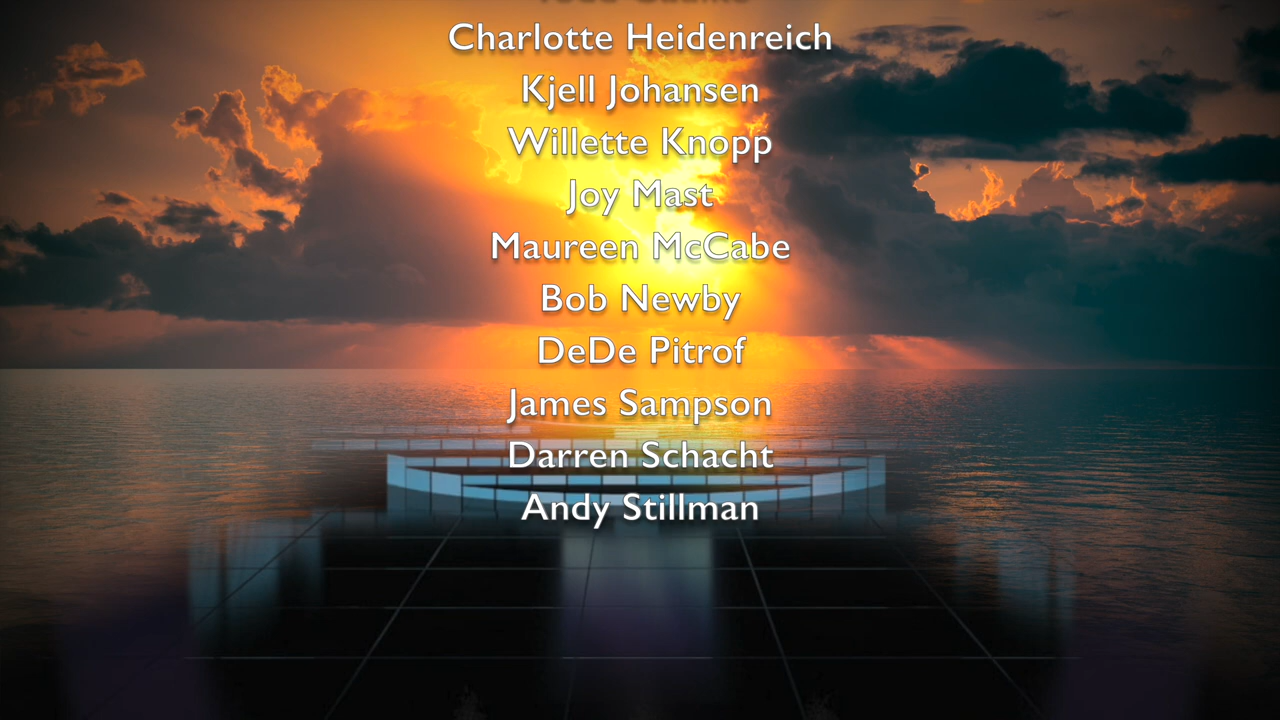 Charlotte Heidenreich
Kjell Johansen
Willette Knopp
Joy Mast
Maureen McCabe
Bob Newby
DeDe Pitrof
James Sampson
Darren Schacht
Andy Stillman